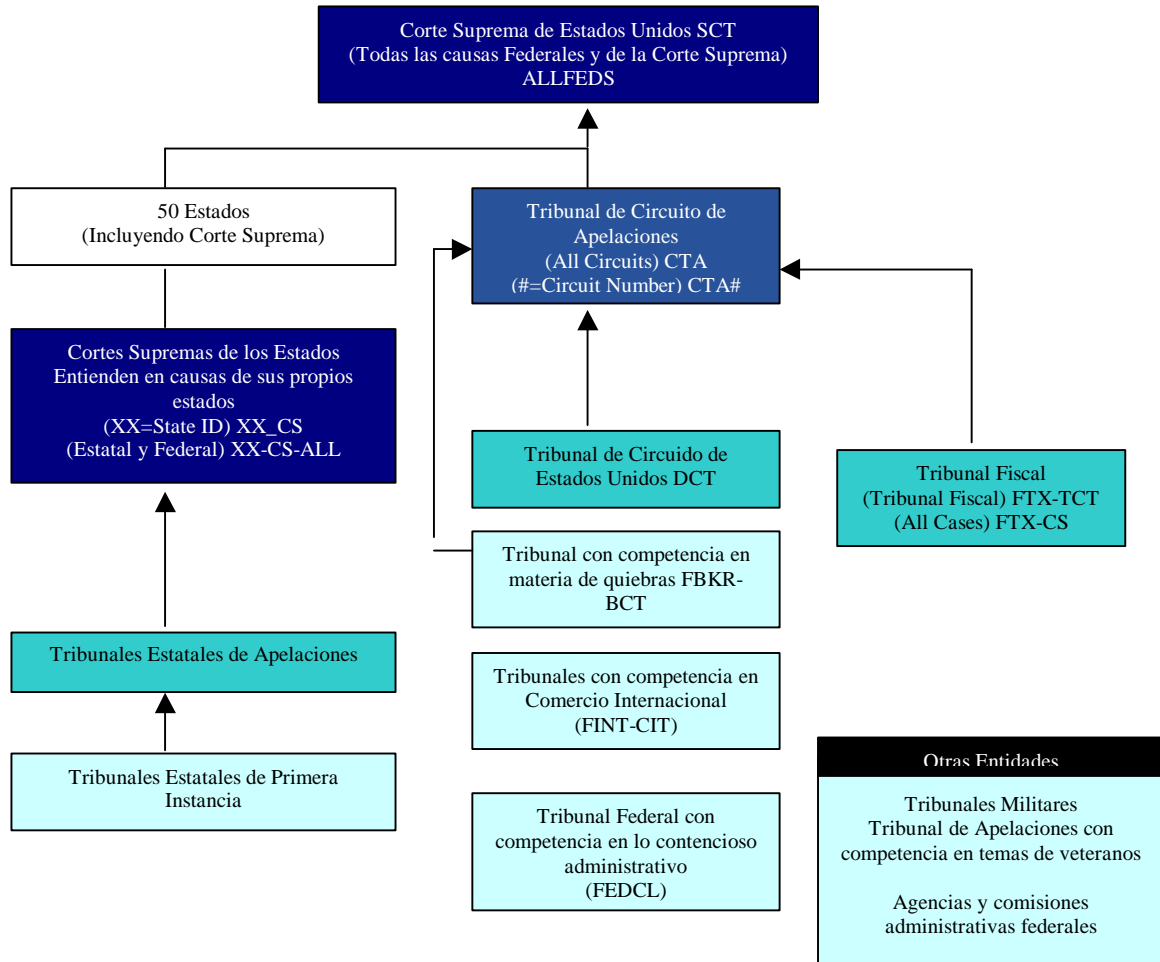 Corte Suprema de Estados Unidos SCT
(Todas las causas Federales y de la Corte Suprema)
ALLFEDS
50 Estados
(Incluyendo Corte Suprema)
Tribunal de Circuito de
Apelaciones
(All Circuits) CTA
(#=Circuit Number) CTA#
Cortes Supremas de los Estados
Entienden en causas de sus propios
estados
(XX=State ID) XX_CS
(Estatal y Federal) XX-CS-ALL
Tribunal de Circuido de
Estados Unidos DCT
Tribunal Fiscal
(Tribunal Fiscal) FTX-TCT
(All Cases) FTX-CS
Tribunal con competencia en
materia de quiebras FBKR-
BCT
Tribunales Estatales de Apelaciones
Tribunales con competencia en
Comercio Internacional
(FINT-CIT)
Tribunales Estatales de Primera
Instancia
Tribunal Federal con
competencia en lo contencioso
administrativo
(FEDCL)
Otras Entidades
Tribunales Militares
Tribunal de Apelaciones con
competencia en temas de veteranos
Agencias y comisiones
administrativas federales